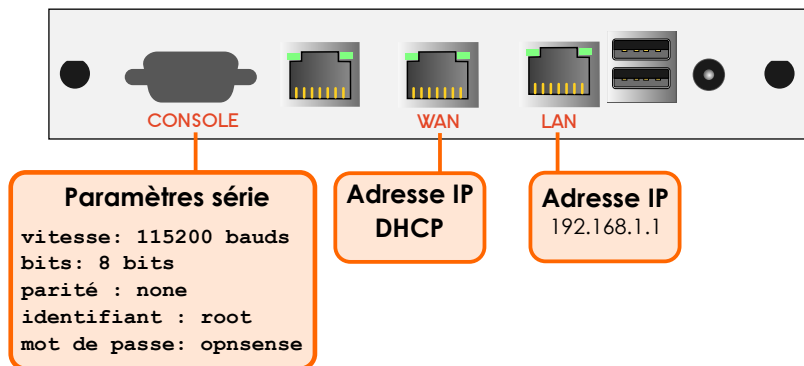 CONSOLE
WAN
LAN
Paramètres série
vitesse: 115200 bauds
bits: 8 bits
parité : none
identifiant : root
mot de passe: opnsense
Adresse IP
DHCP
Adresse IP
192.168.1.1